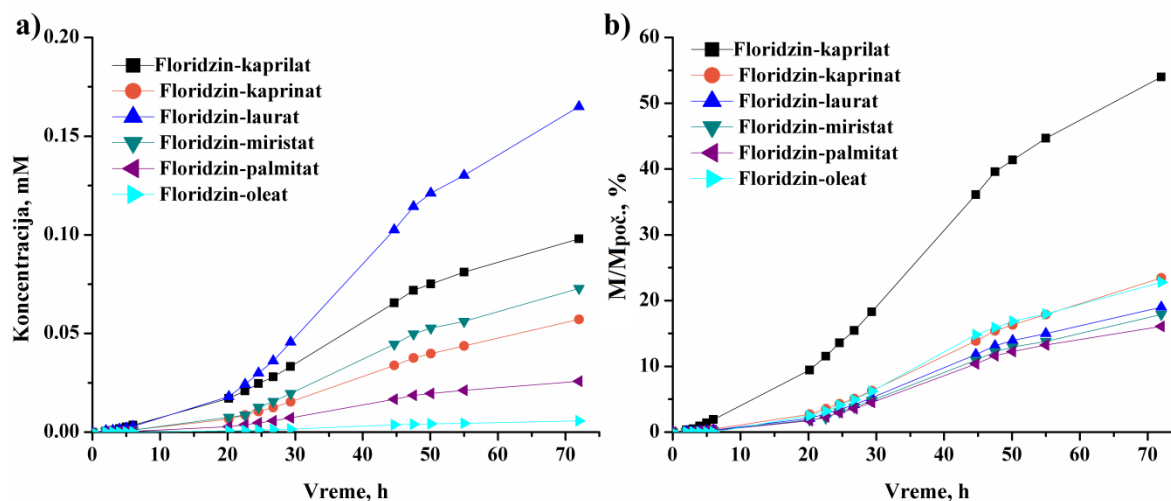 a)
0.20
0.15
0.10
0.05
0.00
Koncentracija, mM
Floridzin-kaprilat
Floridzin-kaprinat
Floridzin-laurat
Floridzin-miristat
Floridzin-palmitat
Floridzin-oleat
0 10 20 30 40 50 60 70
Vreme, h
b)
60
50
40
30
20
10
0
M/Mpoč., %
Floridzin-kaprilat
Floridzin-kaprinat
Floridzin-laurat
Floridzin-miristat
Floridzin-palmitat
Floridzin-oleat
0 10 20 30 40 50 60 70
Vreme, h